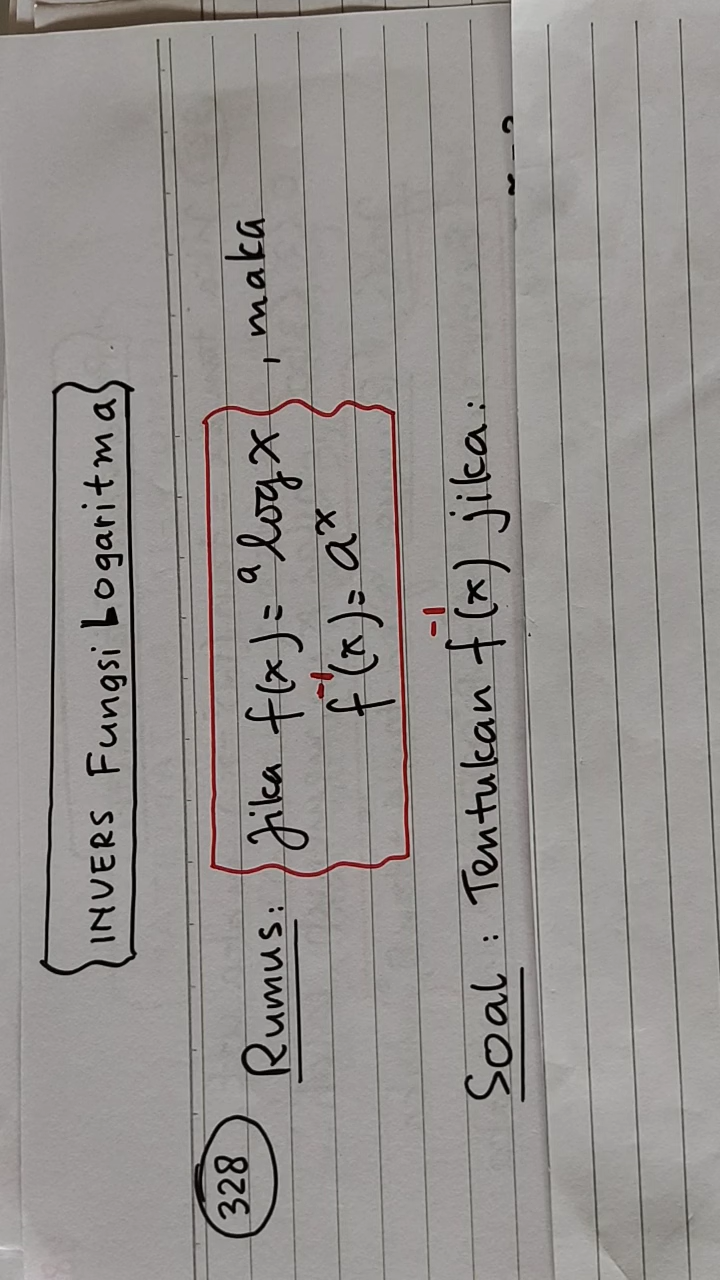 INVERS Fungsi Logaritma
328 Rumus: Jika f(x) = ᵃlog x , maka
f⁻¹(x) = aˣ
Soal : Tentukan f⁻¹(x) jika: